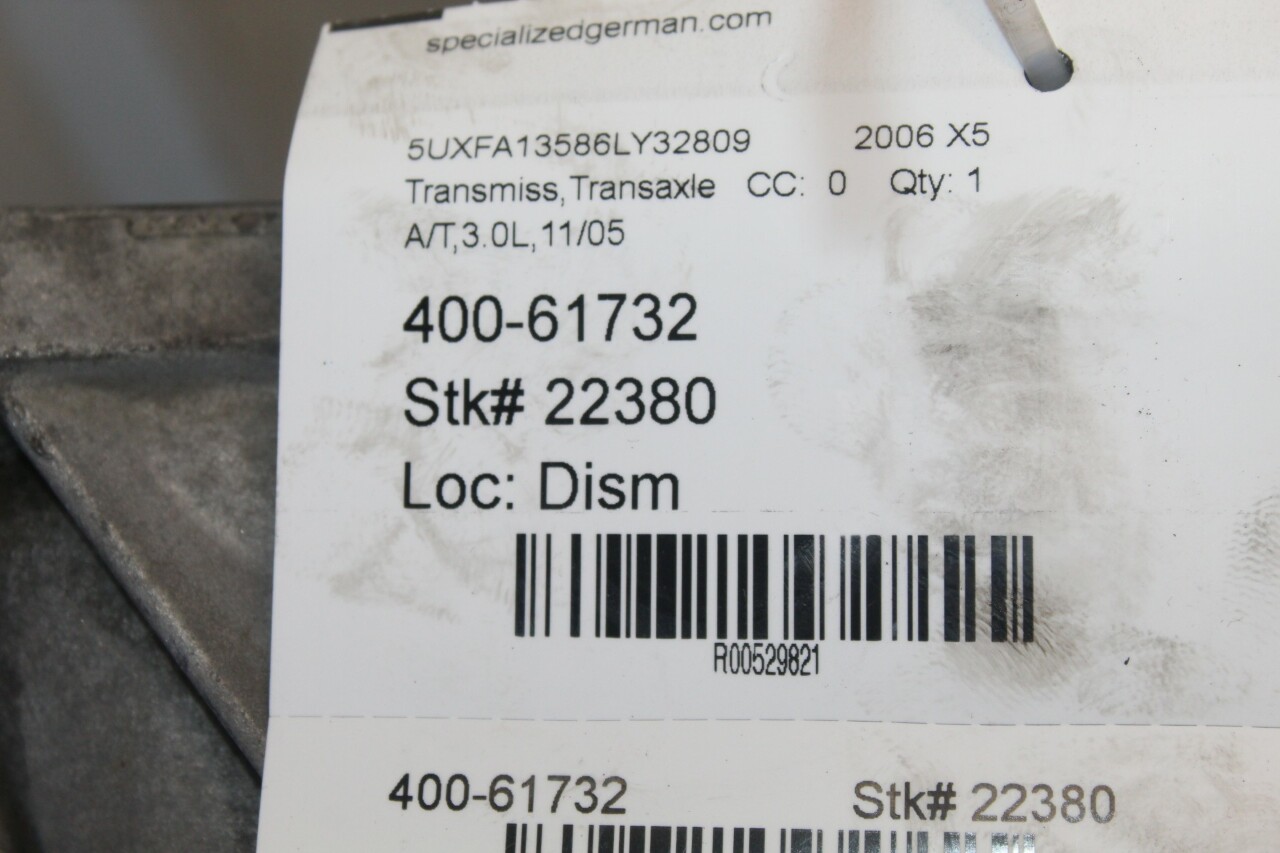 specializedgerman.com
5UXFA13586LY32809 2006 X5
Transmiss,Transaxle CC: 0 Qty: 1
A/T,3.0L,11/05
400-61732
Stk# 22380
Loc: Dism
R00529821
400-61732 Stk# 22380